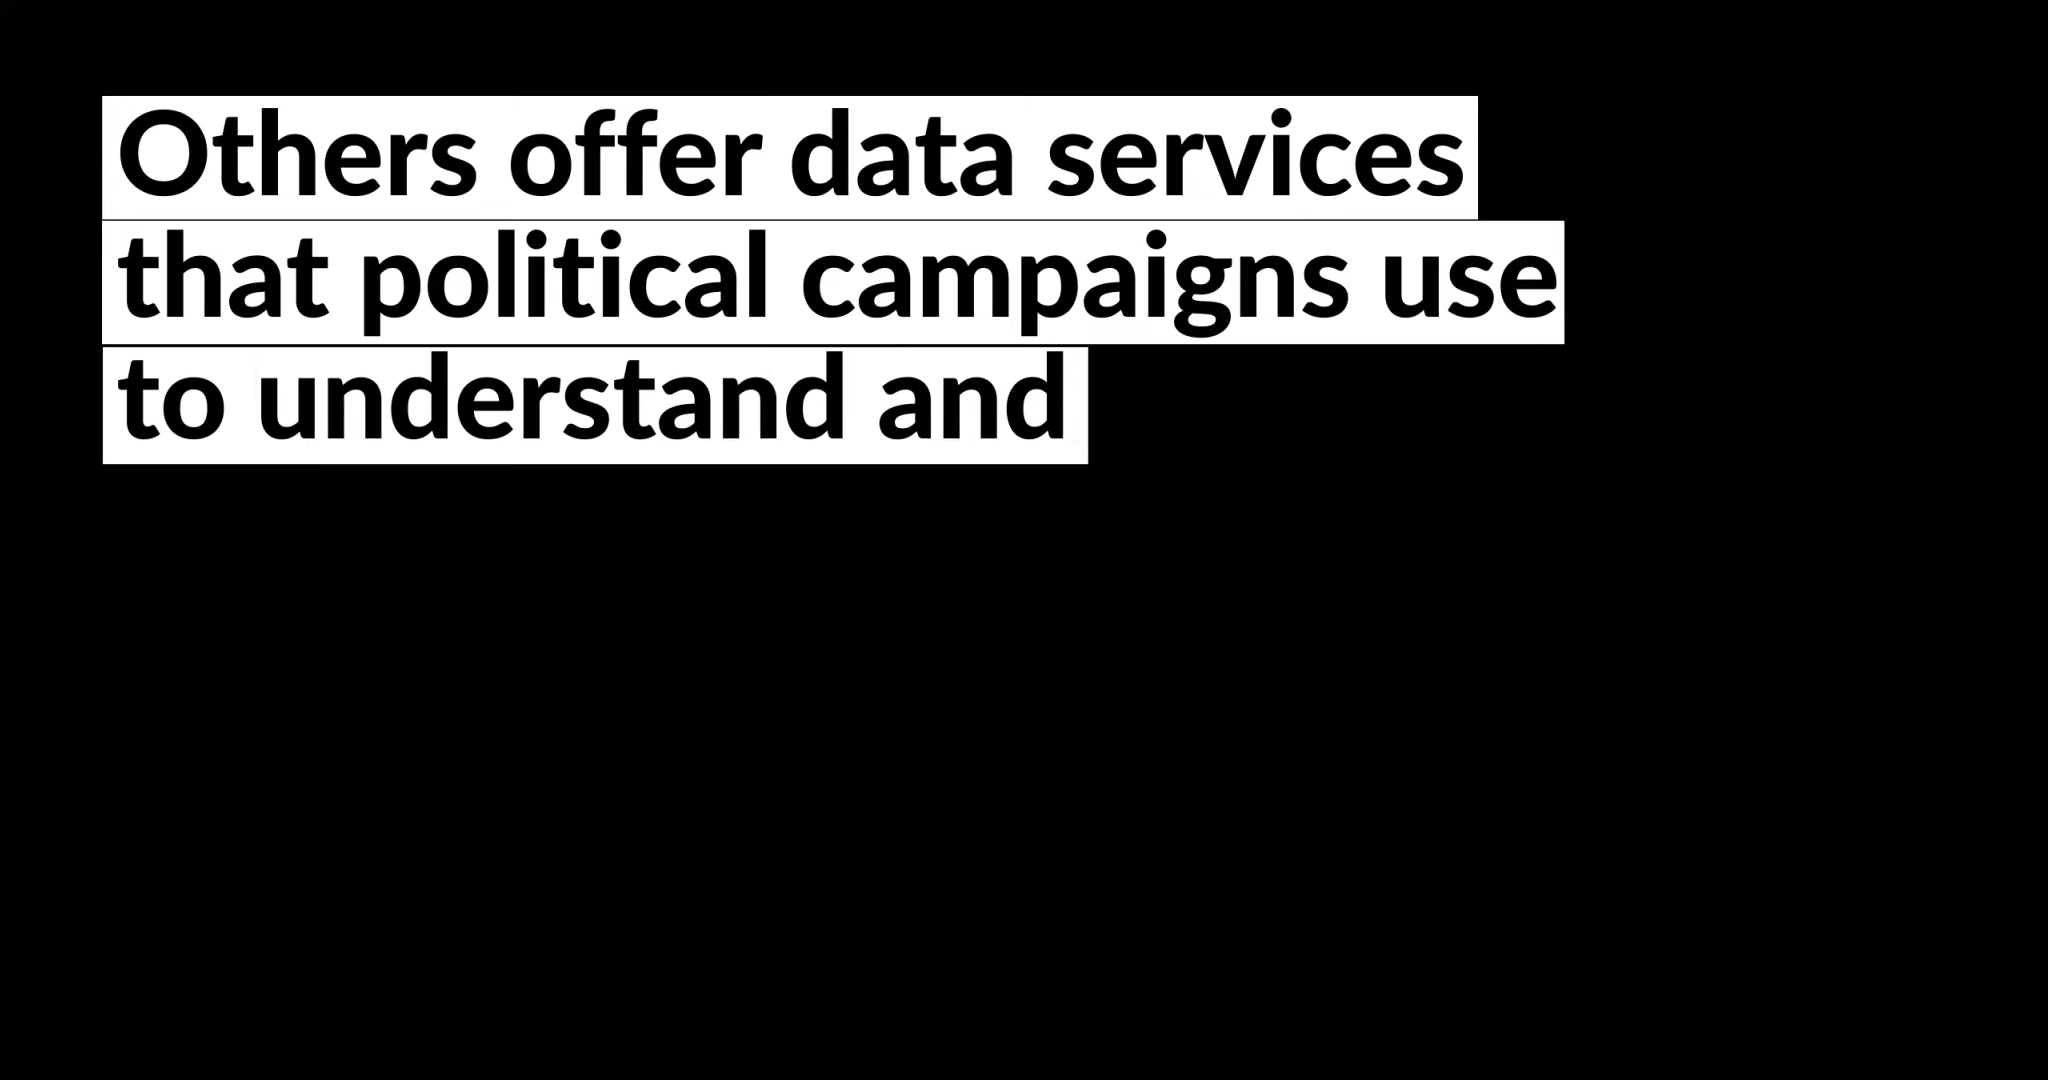 Others offer data services
that political campaigns use
to understand and